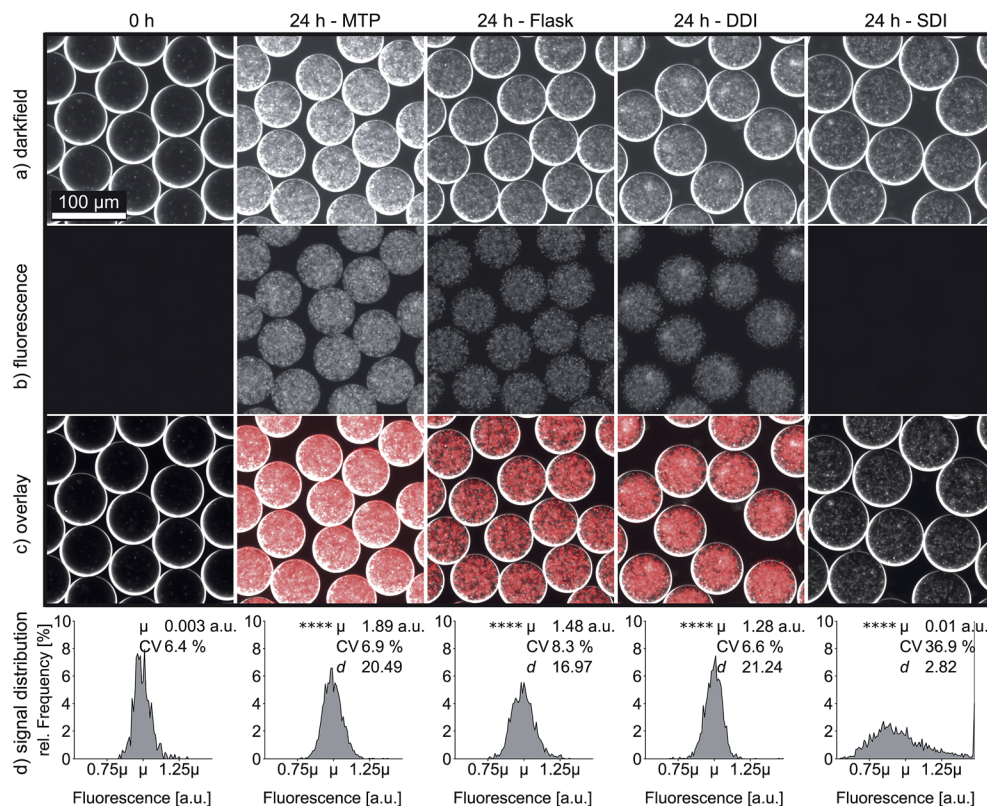 0 h 24 h - MTP 24 h - Flask 24 h - DDI 24 h - SDI
a) darkfield
100 µm
b) fluorescence
c) overlay
d) signal distribution
rel. Frequency [%]
10 8 6 4 2 0
µ 0.003 a.u.
CV 6.4 %
0.75µ µ 1.25µ
Fluorescence [a.u.]
10 8 6 4 2 0
**** µ 1.89 a.u.
CV 6.9 %
d 20.49
0.75µ µ 1.25µ
Fluorescence [a.u.]
10 8 6 4 2 0
**** µ 1.48 a.u.
CV 8.3 %
d 16.97
0.75µ µ 1.25µ
Fluorescence [a.u.]
10 8 6 4 2 0
**** µ 1.28 a.u.
CV 6.6 %
d 21.24
0.75µ µ 1.25µ
Fluorescence [a.u.]
10 8 6 4 2 0
**** µ 0.01 a.u.
CV 36.9 %
d 2.82
0.75µ µ 1.25µ
Fluorescence [a.u.]